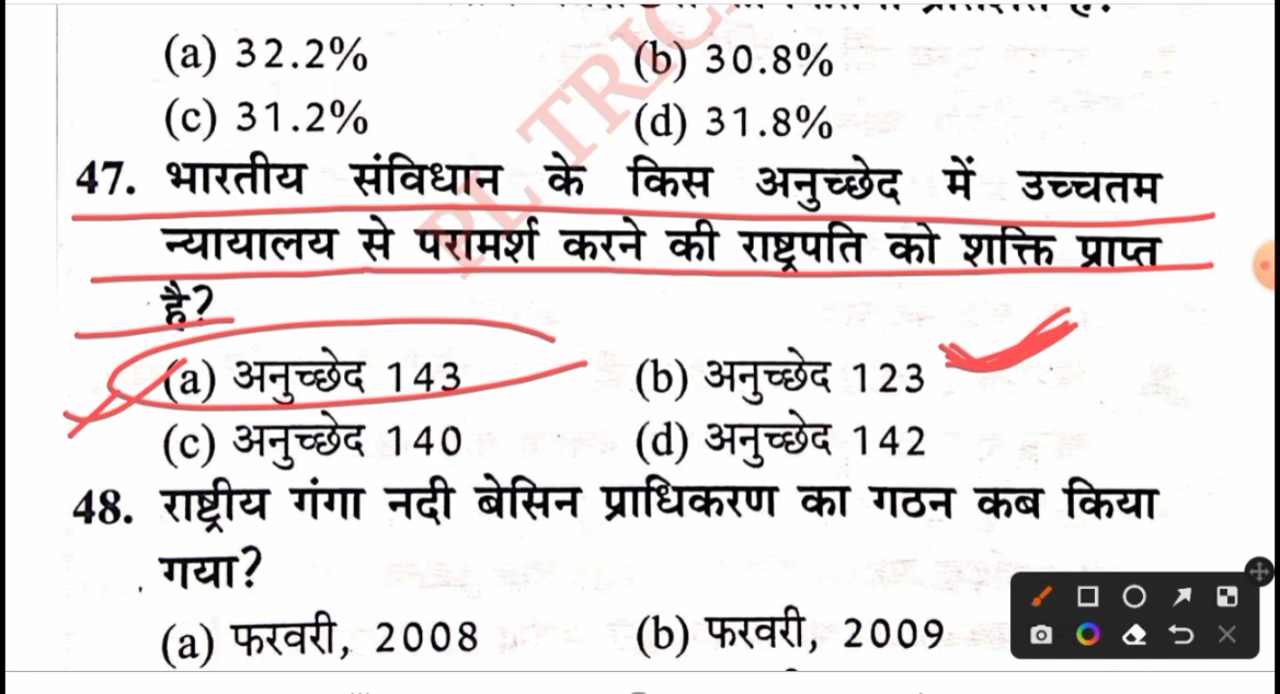 (a) 32.2% (b) 30.8%
(c) 31.2% (d) 31.8%
47. भारतीय संविधान के किस अनुच्छेद में उच्चतम
न्यायालय से परामर्श करने की राष्ट्रपति को शक्ति प्राप्त
है?
(a) अनुच्छेद 143 (b) अनुच्छेद 123
(c) अनुच्छेद 140 (d) अनुच्छेद 142
48. राष्ट्रीय गंगा नदी बेसिन प्राधिकरण का गठन कब किया
गया?
(a) फरवरी, 2008 (b) फरवरी, 2009